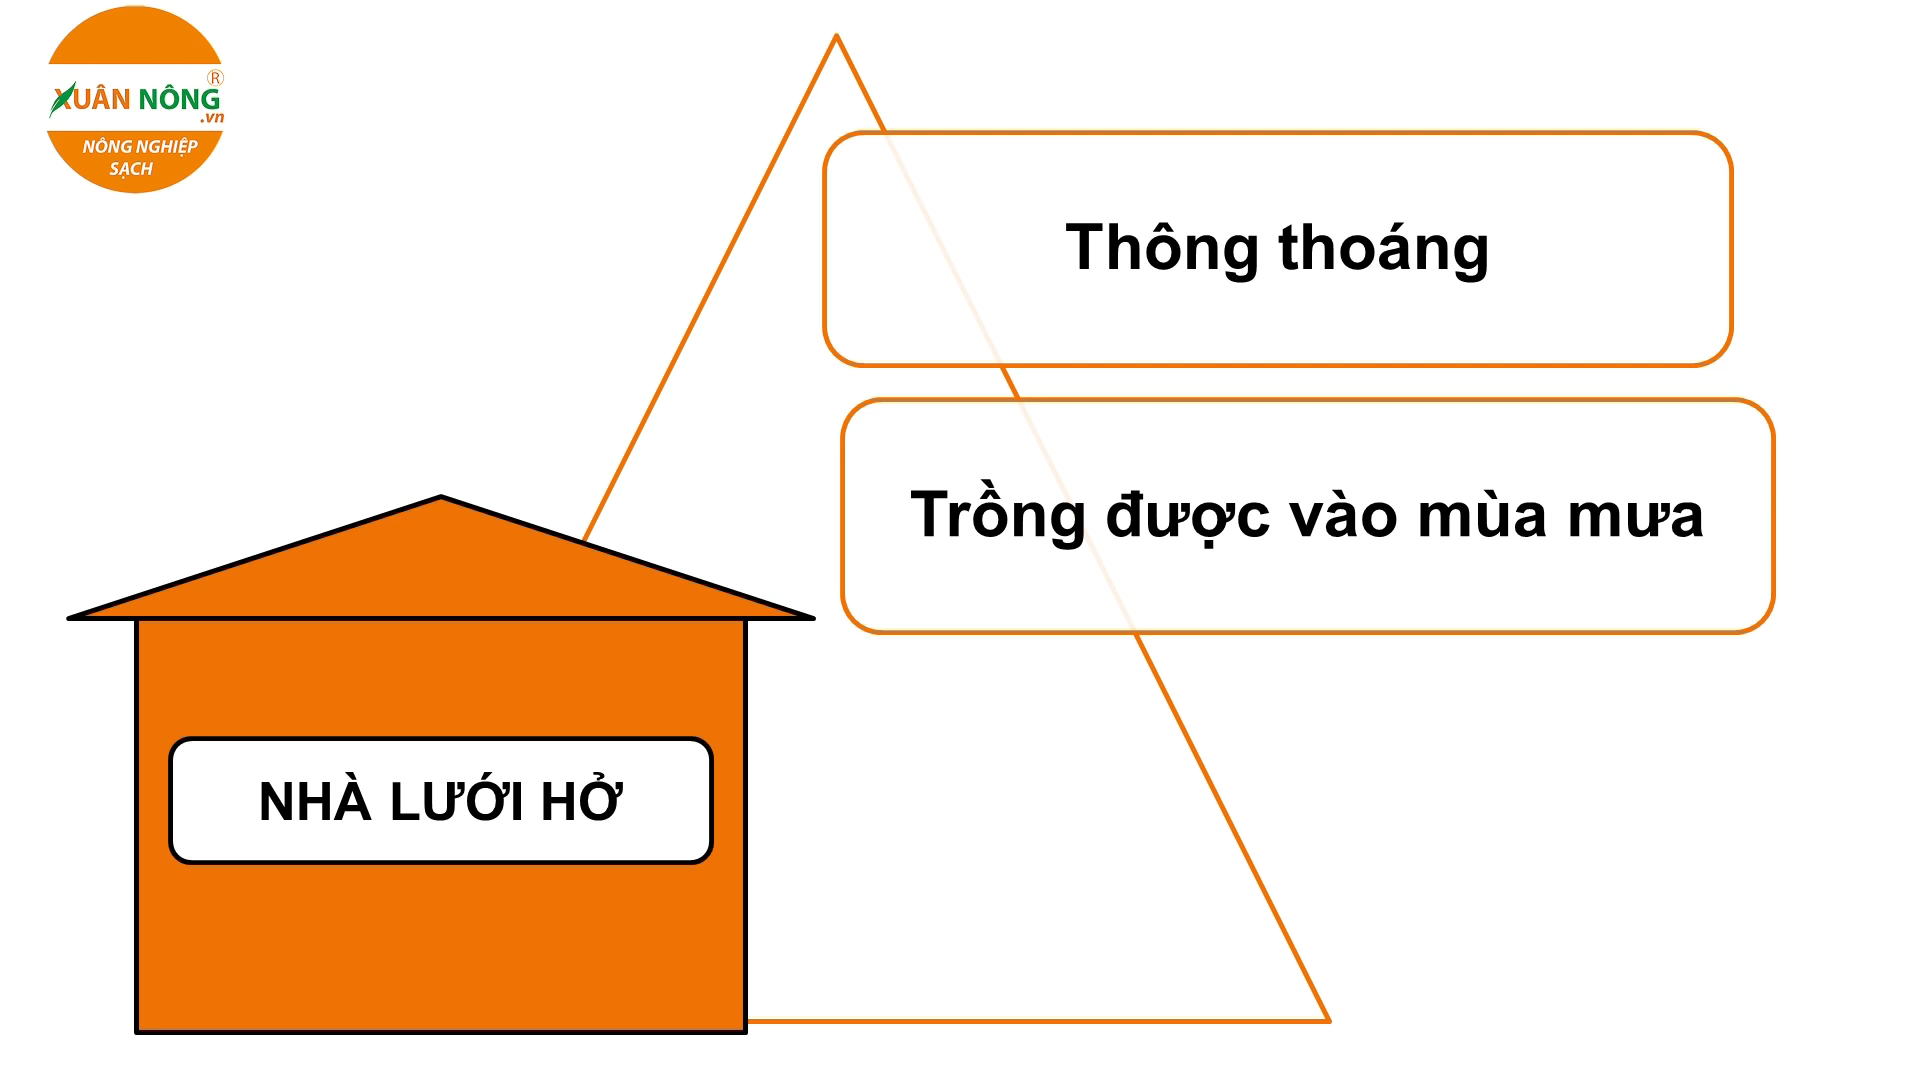 XUÂN NÔNG ®
.vn
NÔNG NGHIỆP
SẠCH
Thông thoáng
Trồng được vào mùa mưa
NHÀ LƯỚI HỞ